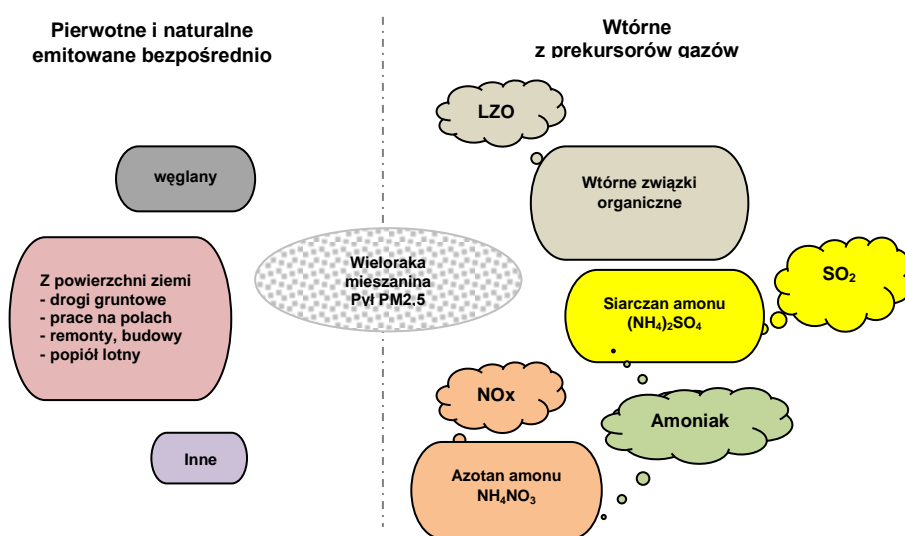 Pierwotne i naturalne
emitowane bezpośrednio
węglany
Z powierzchni ziemi
- drogi gruntowe
- prace na polach
- remonty, budowy
- popiół lotny
Inne
Wieloraka
mieszanina
Pył PM2,5
Wtórne
z prekursorów gazów
LZO
Wtórne związki
organiczne
SO₂
Siarczan amonu
(NH₄)₂SO₄
NOx
Amoniak
Azotan amonu
NH₄NO₃